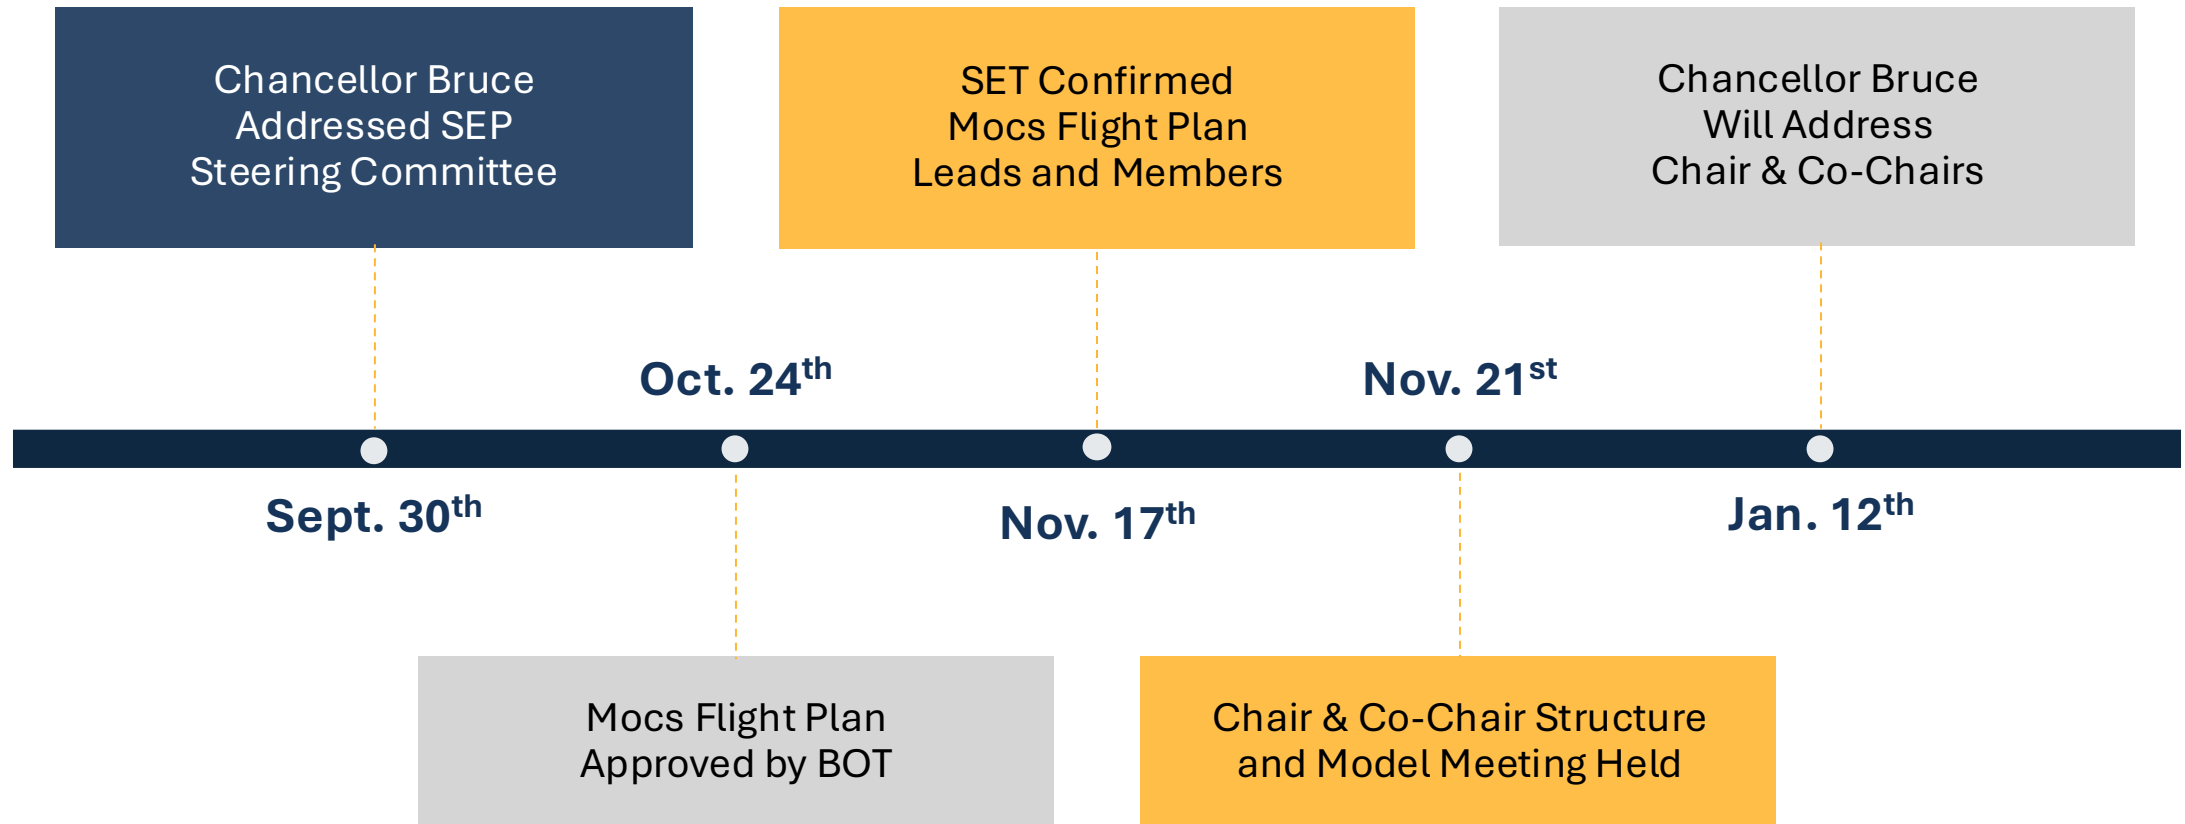 Chancellor Bruce
Addressed SEP
Steering Committee
SET Confirmed
Mocs Flight Plan
Leads and Members
Chancellor Bruce
Will Address
Chair & Co-Chairs
Oct. 24th
Nov. 21st
Sept. 30th
Nov. 17th
Jan. 12th
Mocs Flight Plan
Approved by BOT
Chair & Co-Chair Structure
and Model Meeting Held